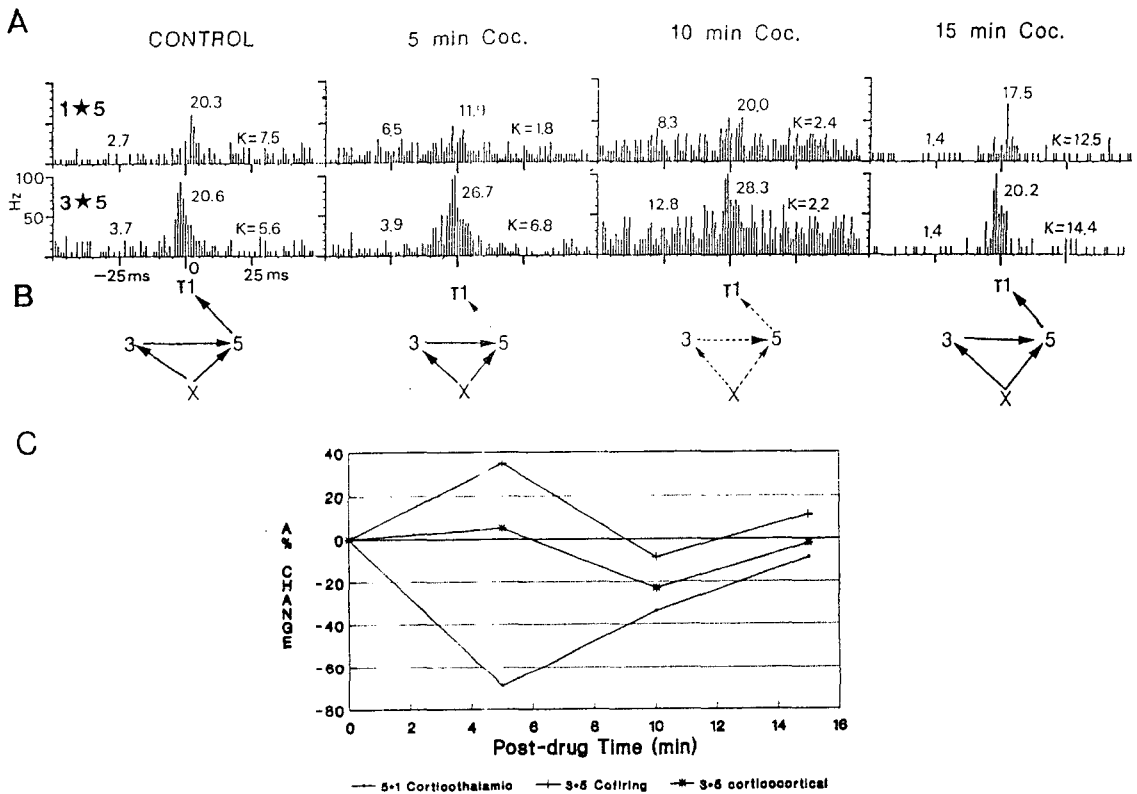 A
CONTROL
5 min Coc.
10 min Coc.
15 min Coc.
1★5
2.7
20.3
K=7.5
6.5
11.9
K=1.8
8.3
20.0
K=2.4
1.4
17.5
K=12.5
Hz
100
50
3★5
3.7
20.6
K=5.6
3.9
26.7
K=6.8
12.8
28.3
K=2.2
1.4
20.2
K=14.4
-25ms
0
25ms
B
T1
3
5
X
T1
3
5
X
T1
3
5
X
T1
3
5
X
C
A % CHANGE
40
20
0
-20
-40
-60
-80
0
2
4
6
8
10
12
14
16
Post-drug Time (min)
5•1 Corticothalamic
3•5 Cofiring
3•5 corticocortical